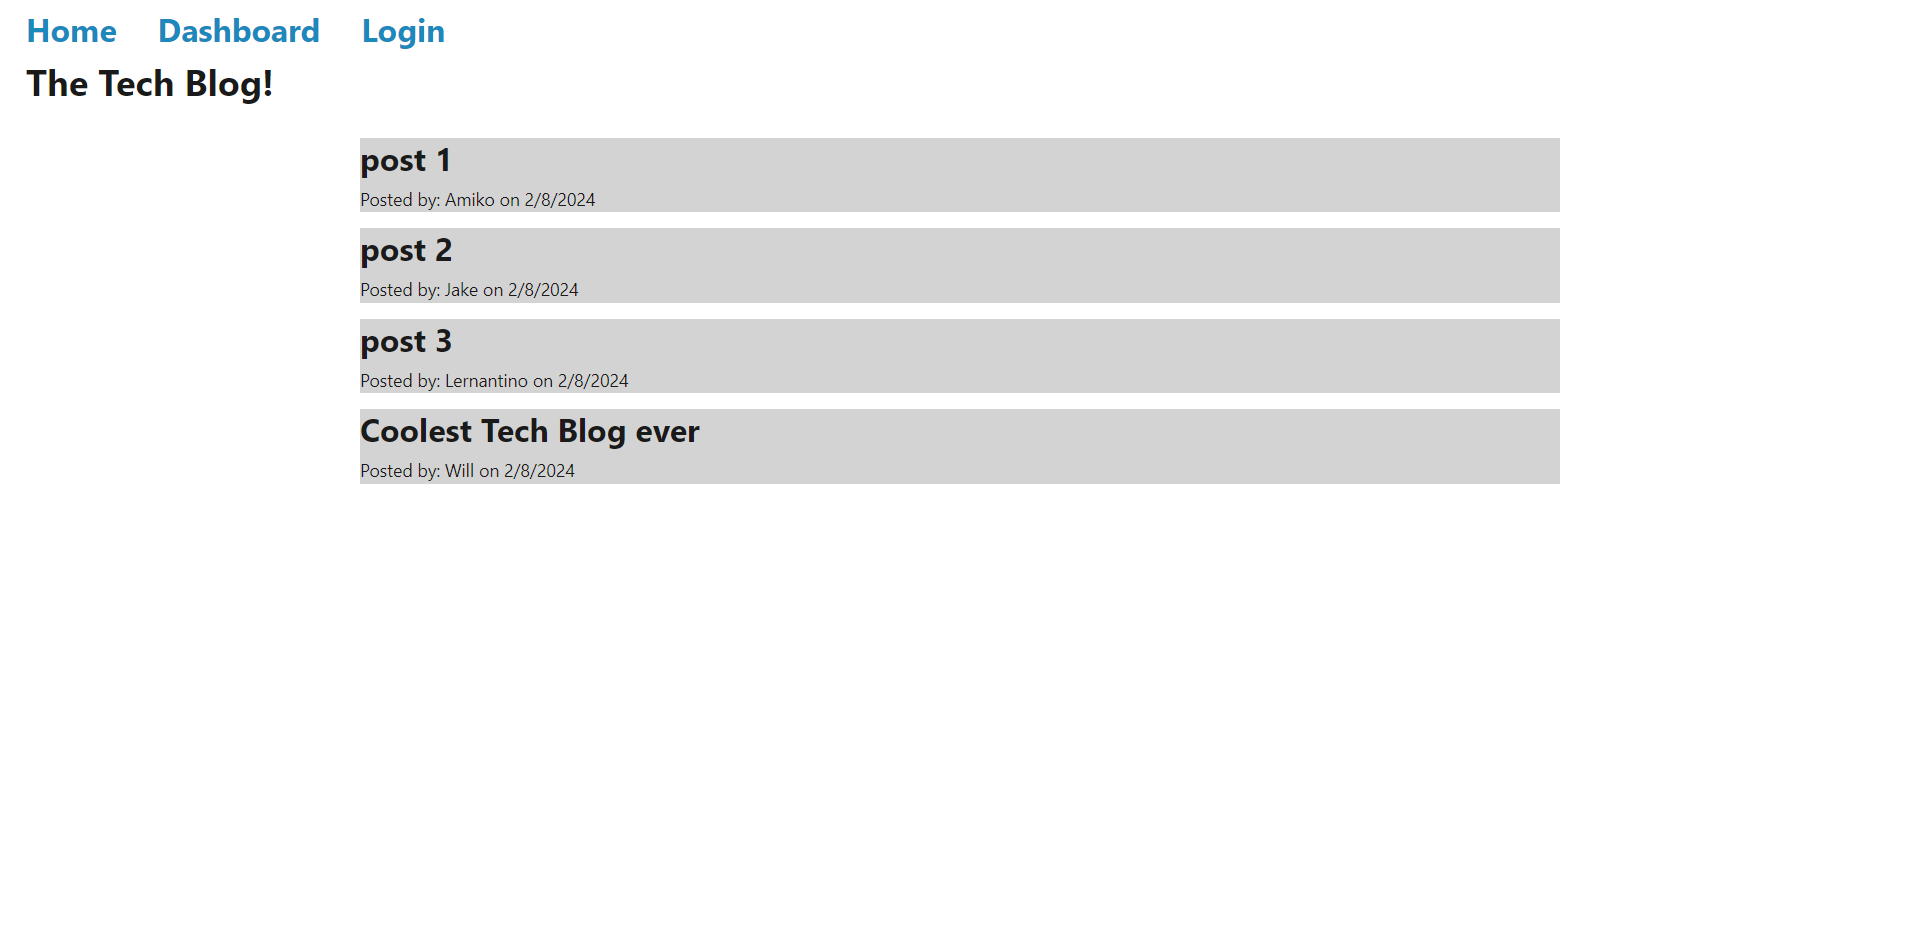 Home Dashboard Login
The Tech Blog!
post 1
Posted by: Amiko on 2/8/2024
post 2
Posted by: Jake on 2/8/2024
post 3
Posted by: Lernantino on 2/8/2024
Coolest Tech Blog ever
Posted by: Will on 2/8/2024